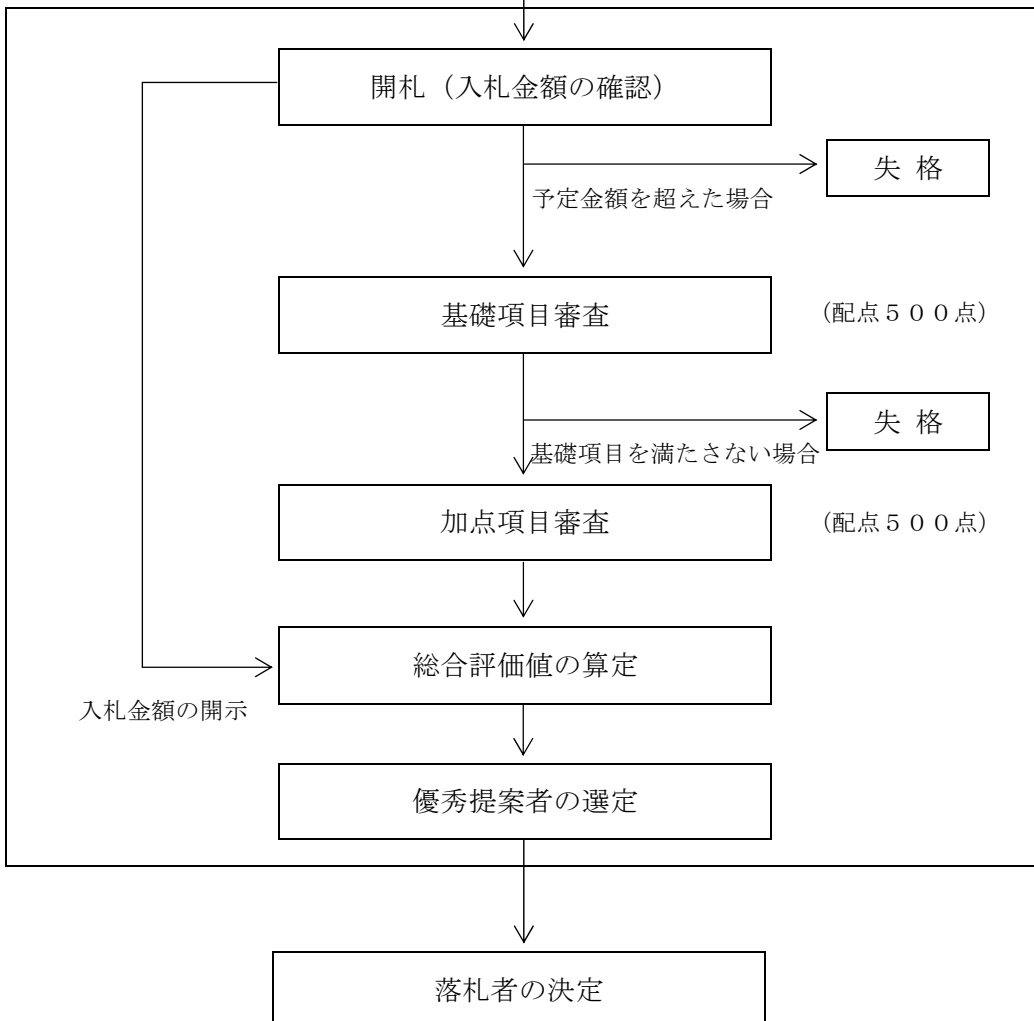 開札（入札金額の確認）
失 格
予定金額を超えた場合
基礎項目審査
(配点５００点)
失 格
基礎項目を満たさない場合
加点項目審査
(配点５００点)
総合評価値の算定
入札金額の開示
優秀提案者の選定
落札者の決定